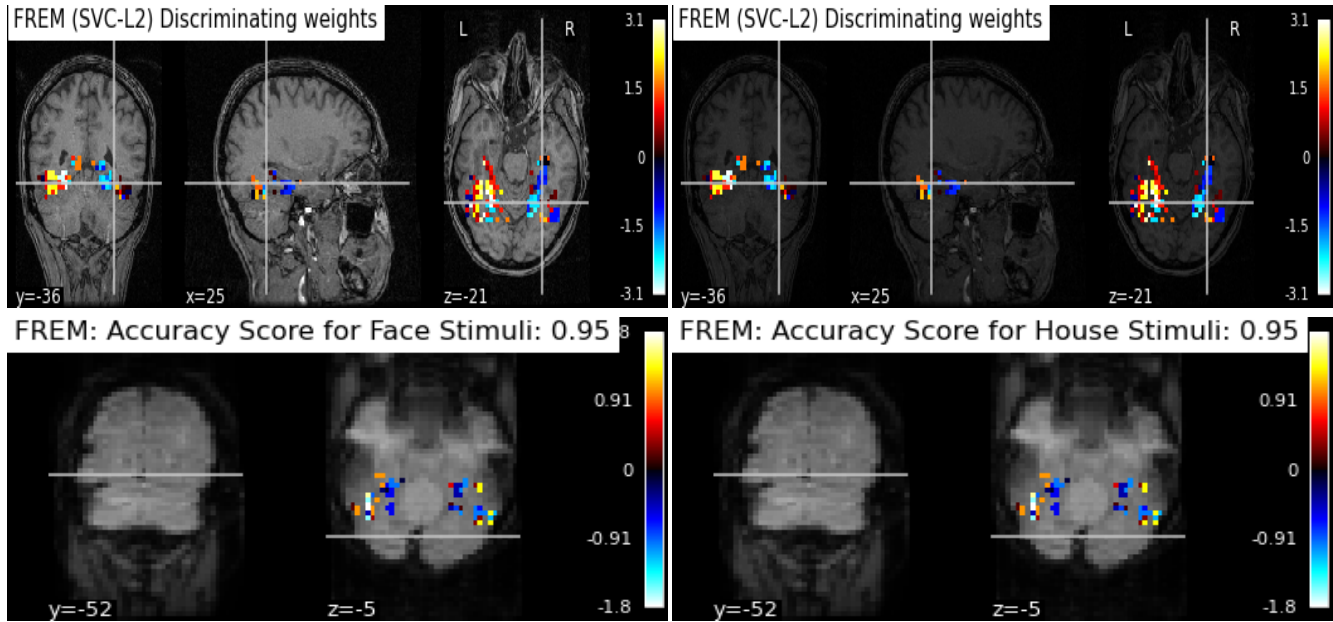 FREM (SVC-L2) Discriminating weights
L R
3.1
1.5
0
-1.5
-3.1
y=-36 x=25 z=-21
FREM (SVC-L2) Discriminating weights
L R
3.1
1.5
0
-1.5
-3.1
y=-36 x=25 z=-21
FREM: Accuracy Score for Face Stimuli: 0.95
8
0.91
0
-0.91
-1.8
y=-52 z=-5
FREM: Accuracy Score for House Stimuli: 0.95
0.91
0
-0.91
-1.8
y=-52 z=-5